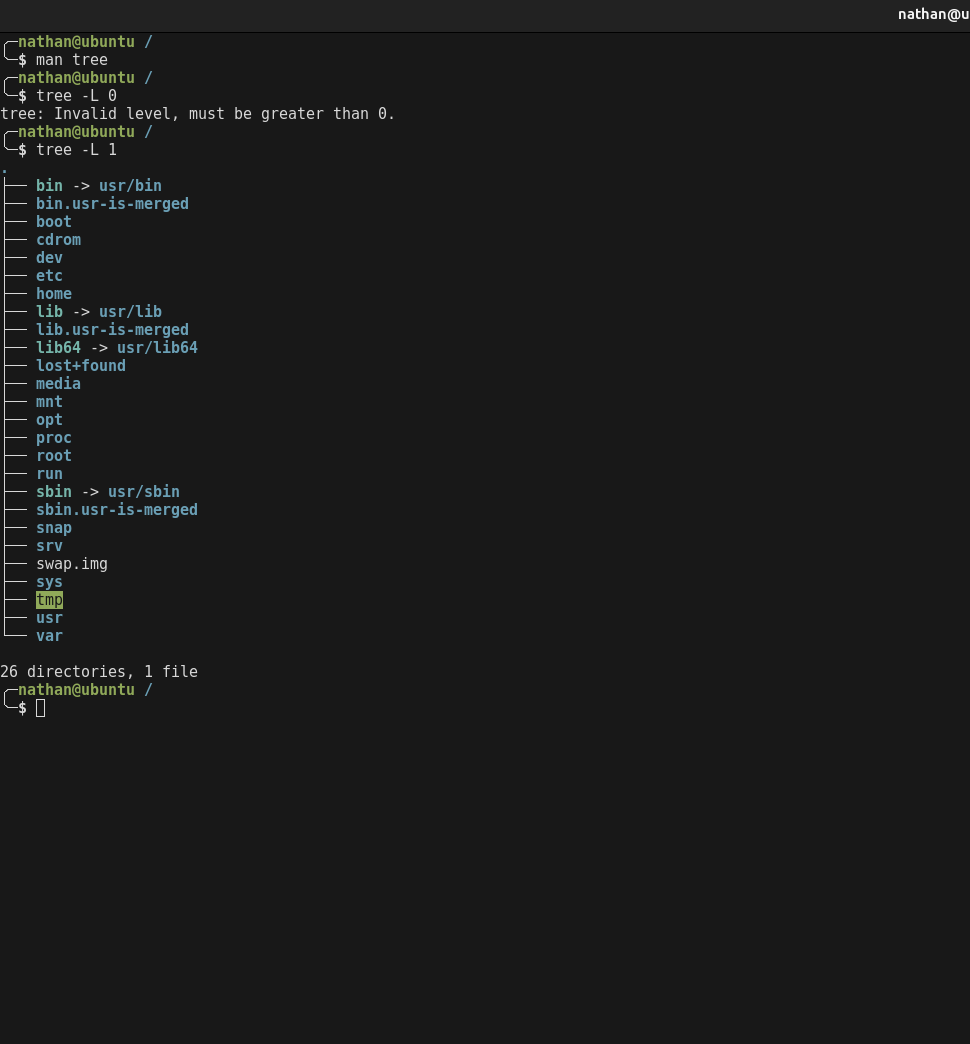 nathan@u
╭─nathan@ubuntu /
╰─$ man tree
╭─nathan@ubuntu /
╰─$ tree -L 0
tree: Invalid level, must be greater than 0.
╭─nathan@ubuntu /
╰─$ tree -L 1
.
├── bin -> usr/bin
├── bin.usr-is-merged
├── boot
├── cdrom
├── dev
├── etc
├── home
├── lib -> usr/lib
├── lib.usr-is-merged
├── lib64 -> usr/lib64
├── lost+found
├── media
├── mnt
├── opt
├── proc
├── root
├── run
├── sbin -> usr/sbin
├── sbin.usr-is-merged
├── snap
├── srv
├── swap.img
├── sys
├── tmp
├── usr
└── var
26 directories, 1 file
╭─nathan@ubuntu /
╰─$